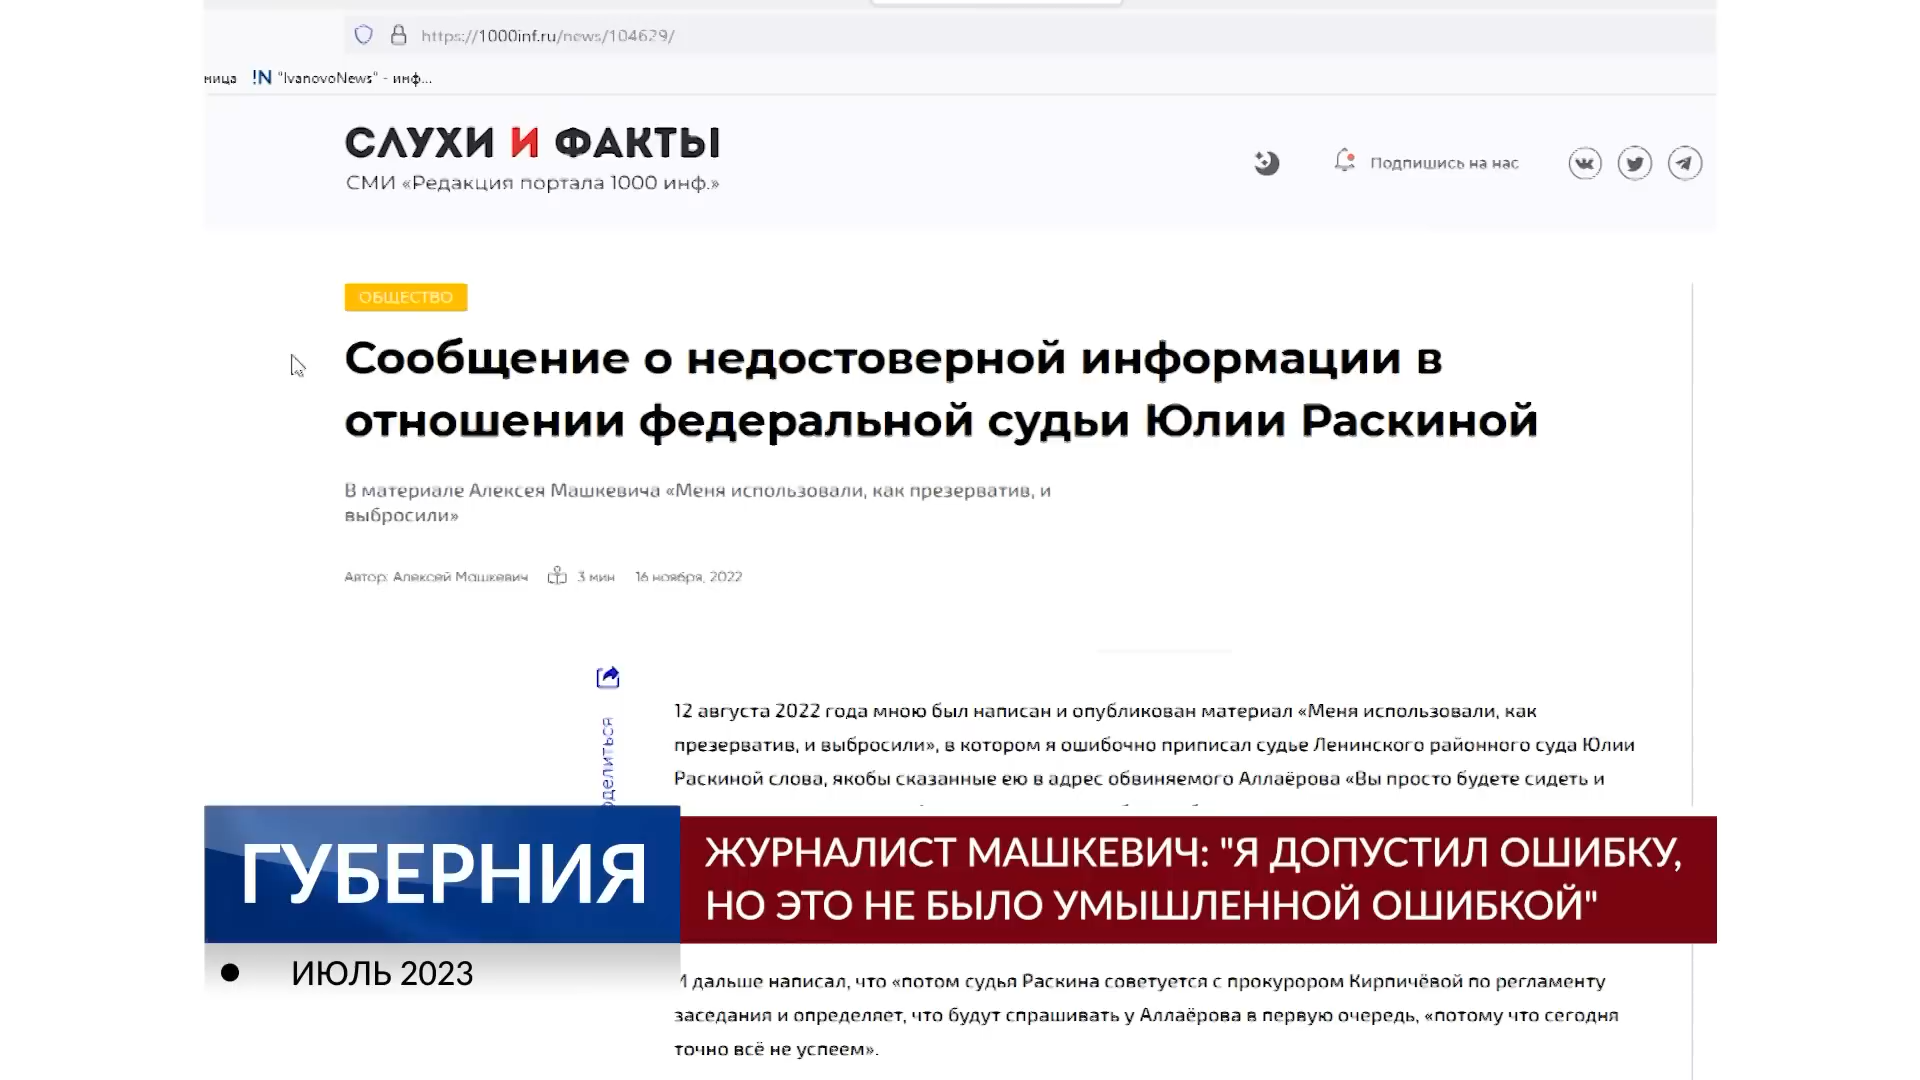 https://1000inf.ru/news/104629/
ница !N "IvanovoNews" - инф...
СЛУХИ И ФАКТЫ
СМИ «Редакция портала 1000 инф.»
Подпишись на нас
ОБЩЕСТВО
Сообщение о недостоверной информации в
отношении федеральной судьи Юлии Раскиной
В материале Алексея Машкевича «Меня использовали, как презерватив, и
выбросили»
Автор: Алексей Машкевич 3 мин 16 ноября, 2022
12 августа 2022 года мною был написан и опубликован материал «Меня использовали, как
презерватив, и выбросили», в котором я ошибочно приписал судье Ленинского районного суда Юлии
Раскиной слова, якобы сказанные ею в адрес обвиняемого Аллаёрова «Вы просто будете сидеть и
оделиться
ГУБЕРНИЯ
ЖУРНАЛИСТ МАШКЕВИЧ: "Я ДОПУСТИЛ ОШИБКУ,
НО ЭТО НЕ БЫЛО УМЫШЛЕННОЙ ОШИБКОЙ"
• ИЮЛЬ 2023
И дальше написал, что «потом судья Раскина советуется с прокурором Кирпичёвой по регламенту
заседания и определяет, что будут спрашивать у Аллаёрова в первую очередь, «потому что сегодня
точно всё не успеем».